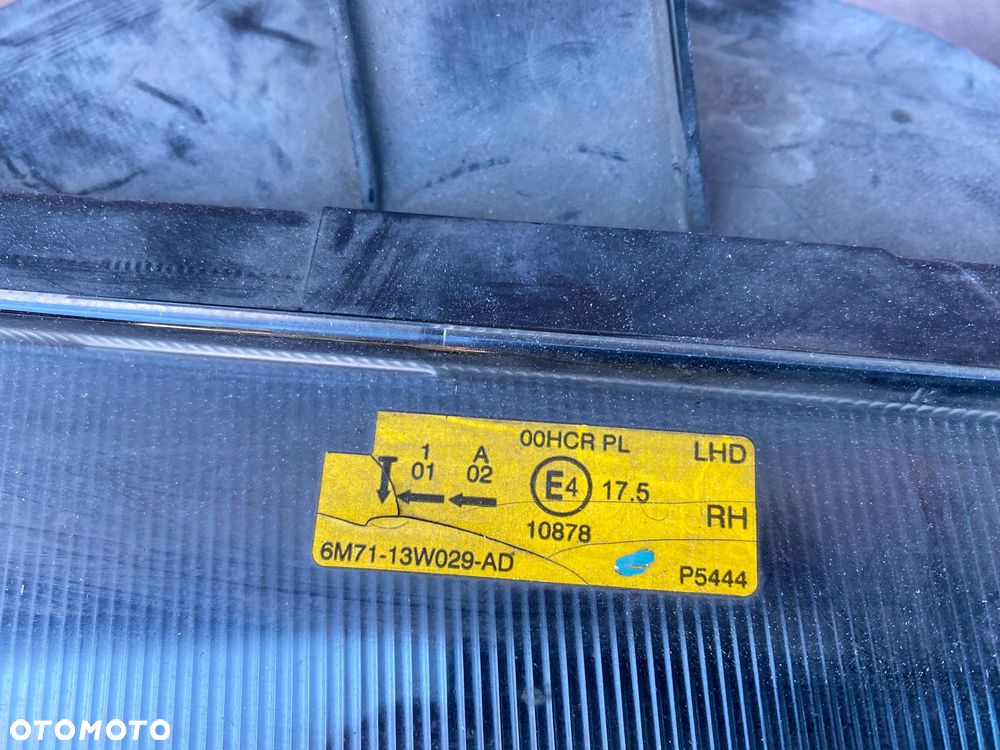 00HCR PL
LHD
1 A
01 02
E4 17.5
10878
RH
6M71-13W029-AD
P5444
OTOMOTO